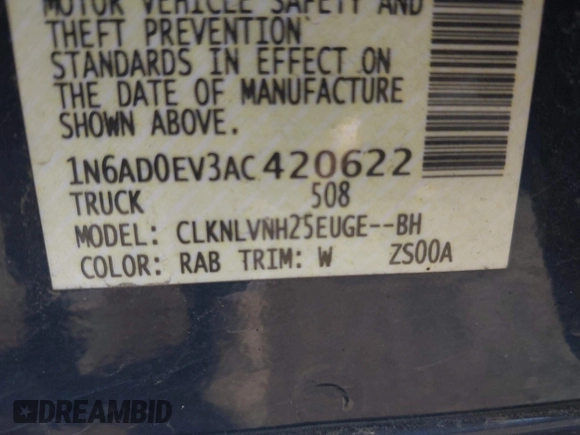 MOTOR VEHICLE SAFETY AND
THEFT PREVENTION
STANDARDS IN EFFECT ON
THE DATE OF MANUFACTURE
SHOWN ABOVE.
1N6AD0EV3AC420622
TRUCK 508
MODEL: CLKNLVNH25EUGE--BH
COLOR: RAB TRIM: W ZS00A
DREAMBID